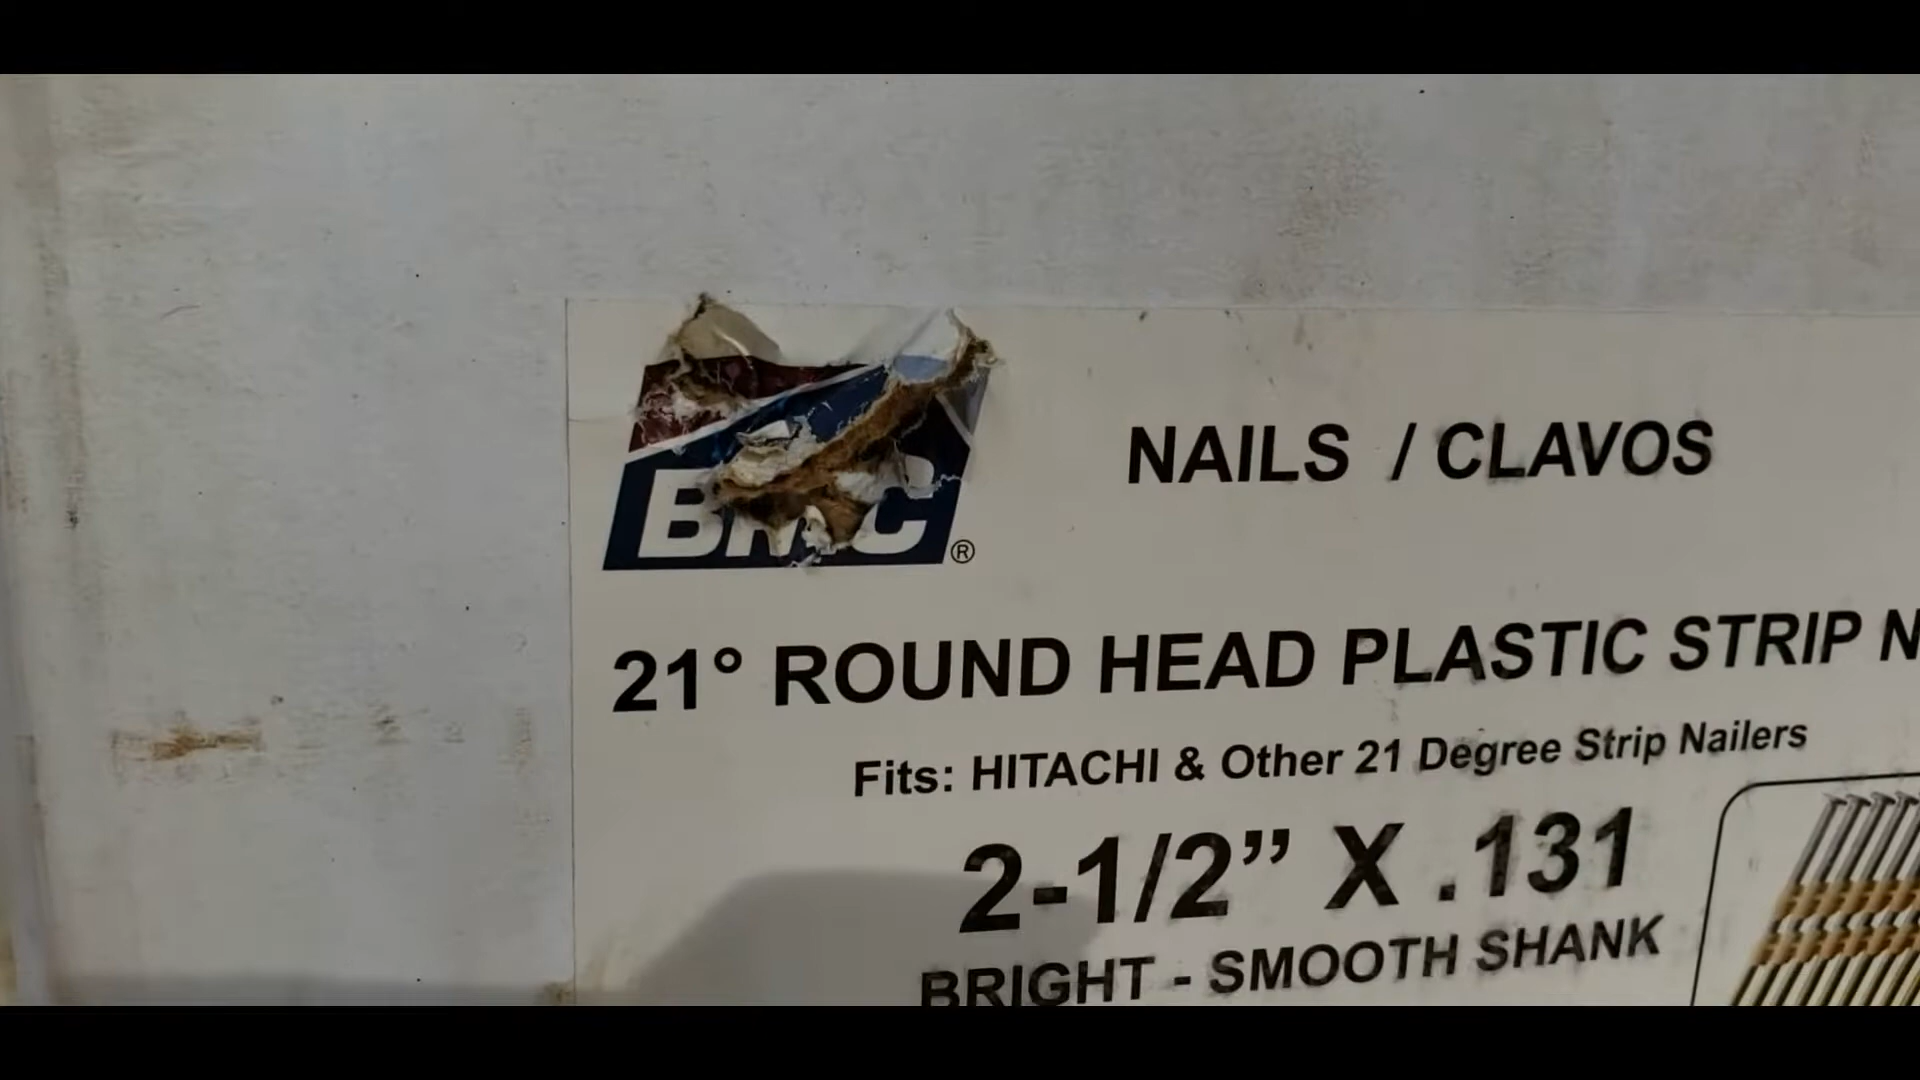 BMC®
NAILS / CLAVOS
21° ROUND HEAD PLASTIC STRIP N
Fits: HITACHI & Other 21 Degree Strip Nailers
2-1/2” X .131
BRIGHT - SMOOTH SHANK